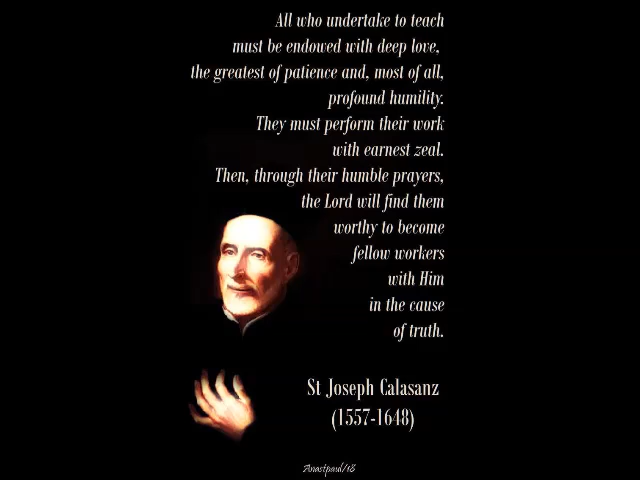 All who undertake to teach
must be endowed with deep love,
the greatest of patience and, most of all,
profound humility.
They must perform their work
with earnest zeal.
Then, through their humble prayers,
the Lord will find them
worthy to become
fellow workers
with Him
in the cause
of truth.
St Joseph Calasanz
(1557-1648)
Anastpaul/18